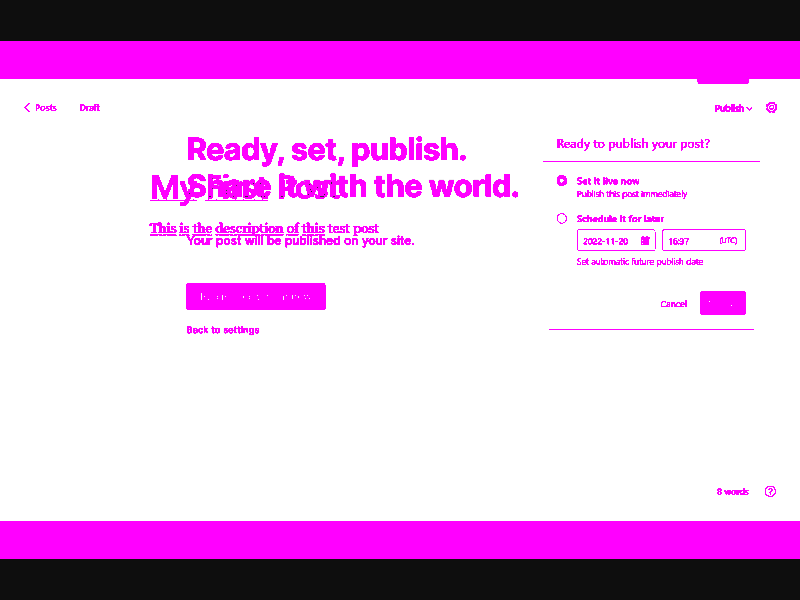 Posts
Draft
Publish
Ready, set, publish.
Share it with the world.
My First Post
This is the description of this test post
Your post will be published on your site.
Back to settings
Ready to publish your post?
Set it live now
Publish this post immediately
Schedule it for later
2022-11-20
16:37
(UTC)
Set automatic future publish date
Cancel
8 words